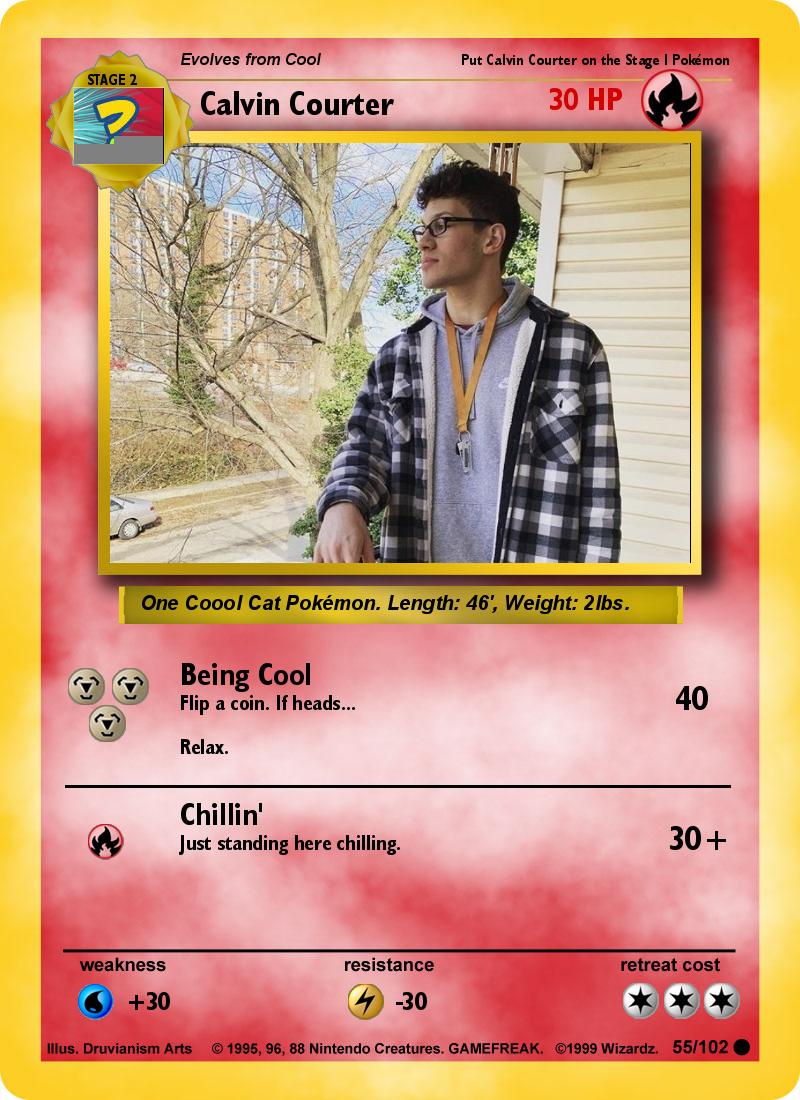 Evolves from Cool
Put Calvin Courter on the Stage I Pokémon
STAGE 2
Calvin Courter
30 HP
?
One Coool Cat Pokémon. Length: 46', Weight: 2lbs.
Being Cool
Flip a coin. If heads...
40
Relax.
Chillin'
Just standing here chilling.
30+
weakness
resistance
retreat cost
+30
-30
Illus. Druvianism Arts
© 1995, 96, 88 Nintendo Creatures. GAMEFREAK.
©1999 Wizardz.
55/102